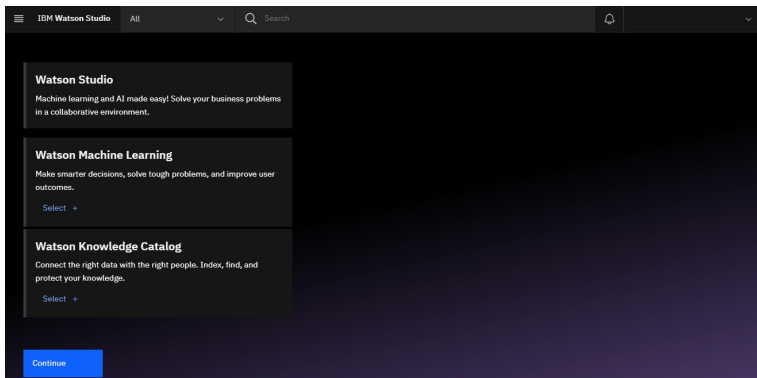 IBM Watson Studio
All
Search
Watson Studio
Machine learning and AI made easy! Solve your business problems
in a collaborative environment.
Watson Machine Learning
Make smarter decisions, solve tough problems, and improve user
outcomes.
Select +
Watson Knowledge Catalog
Connect the right data with the right people. Index, find, and
protect your knowledge.
Select +
Continue